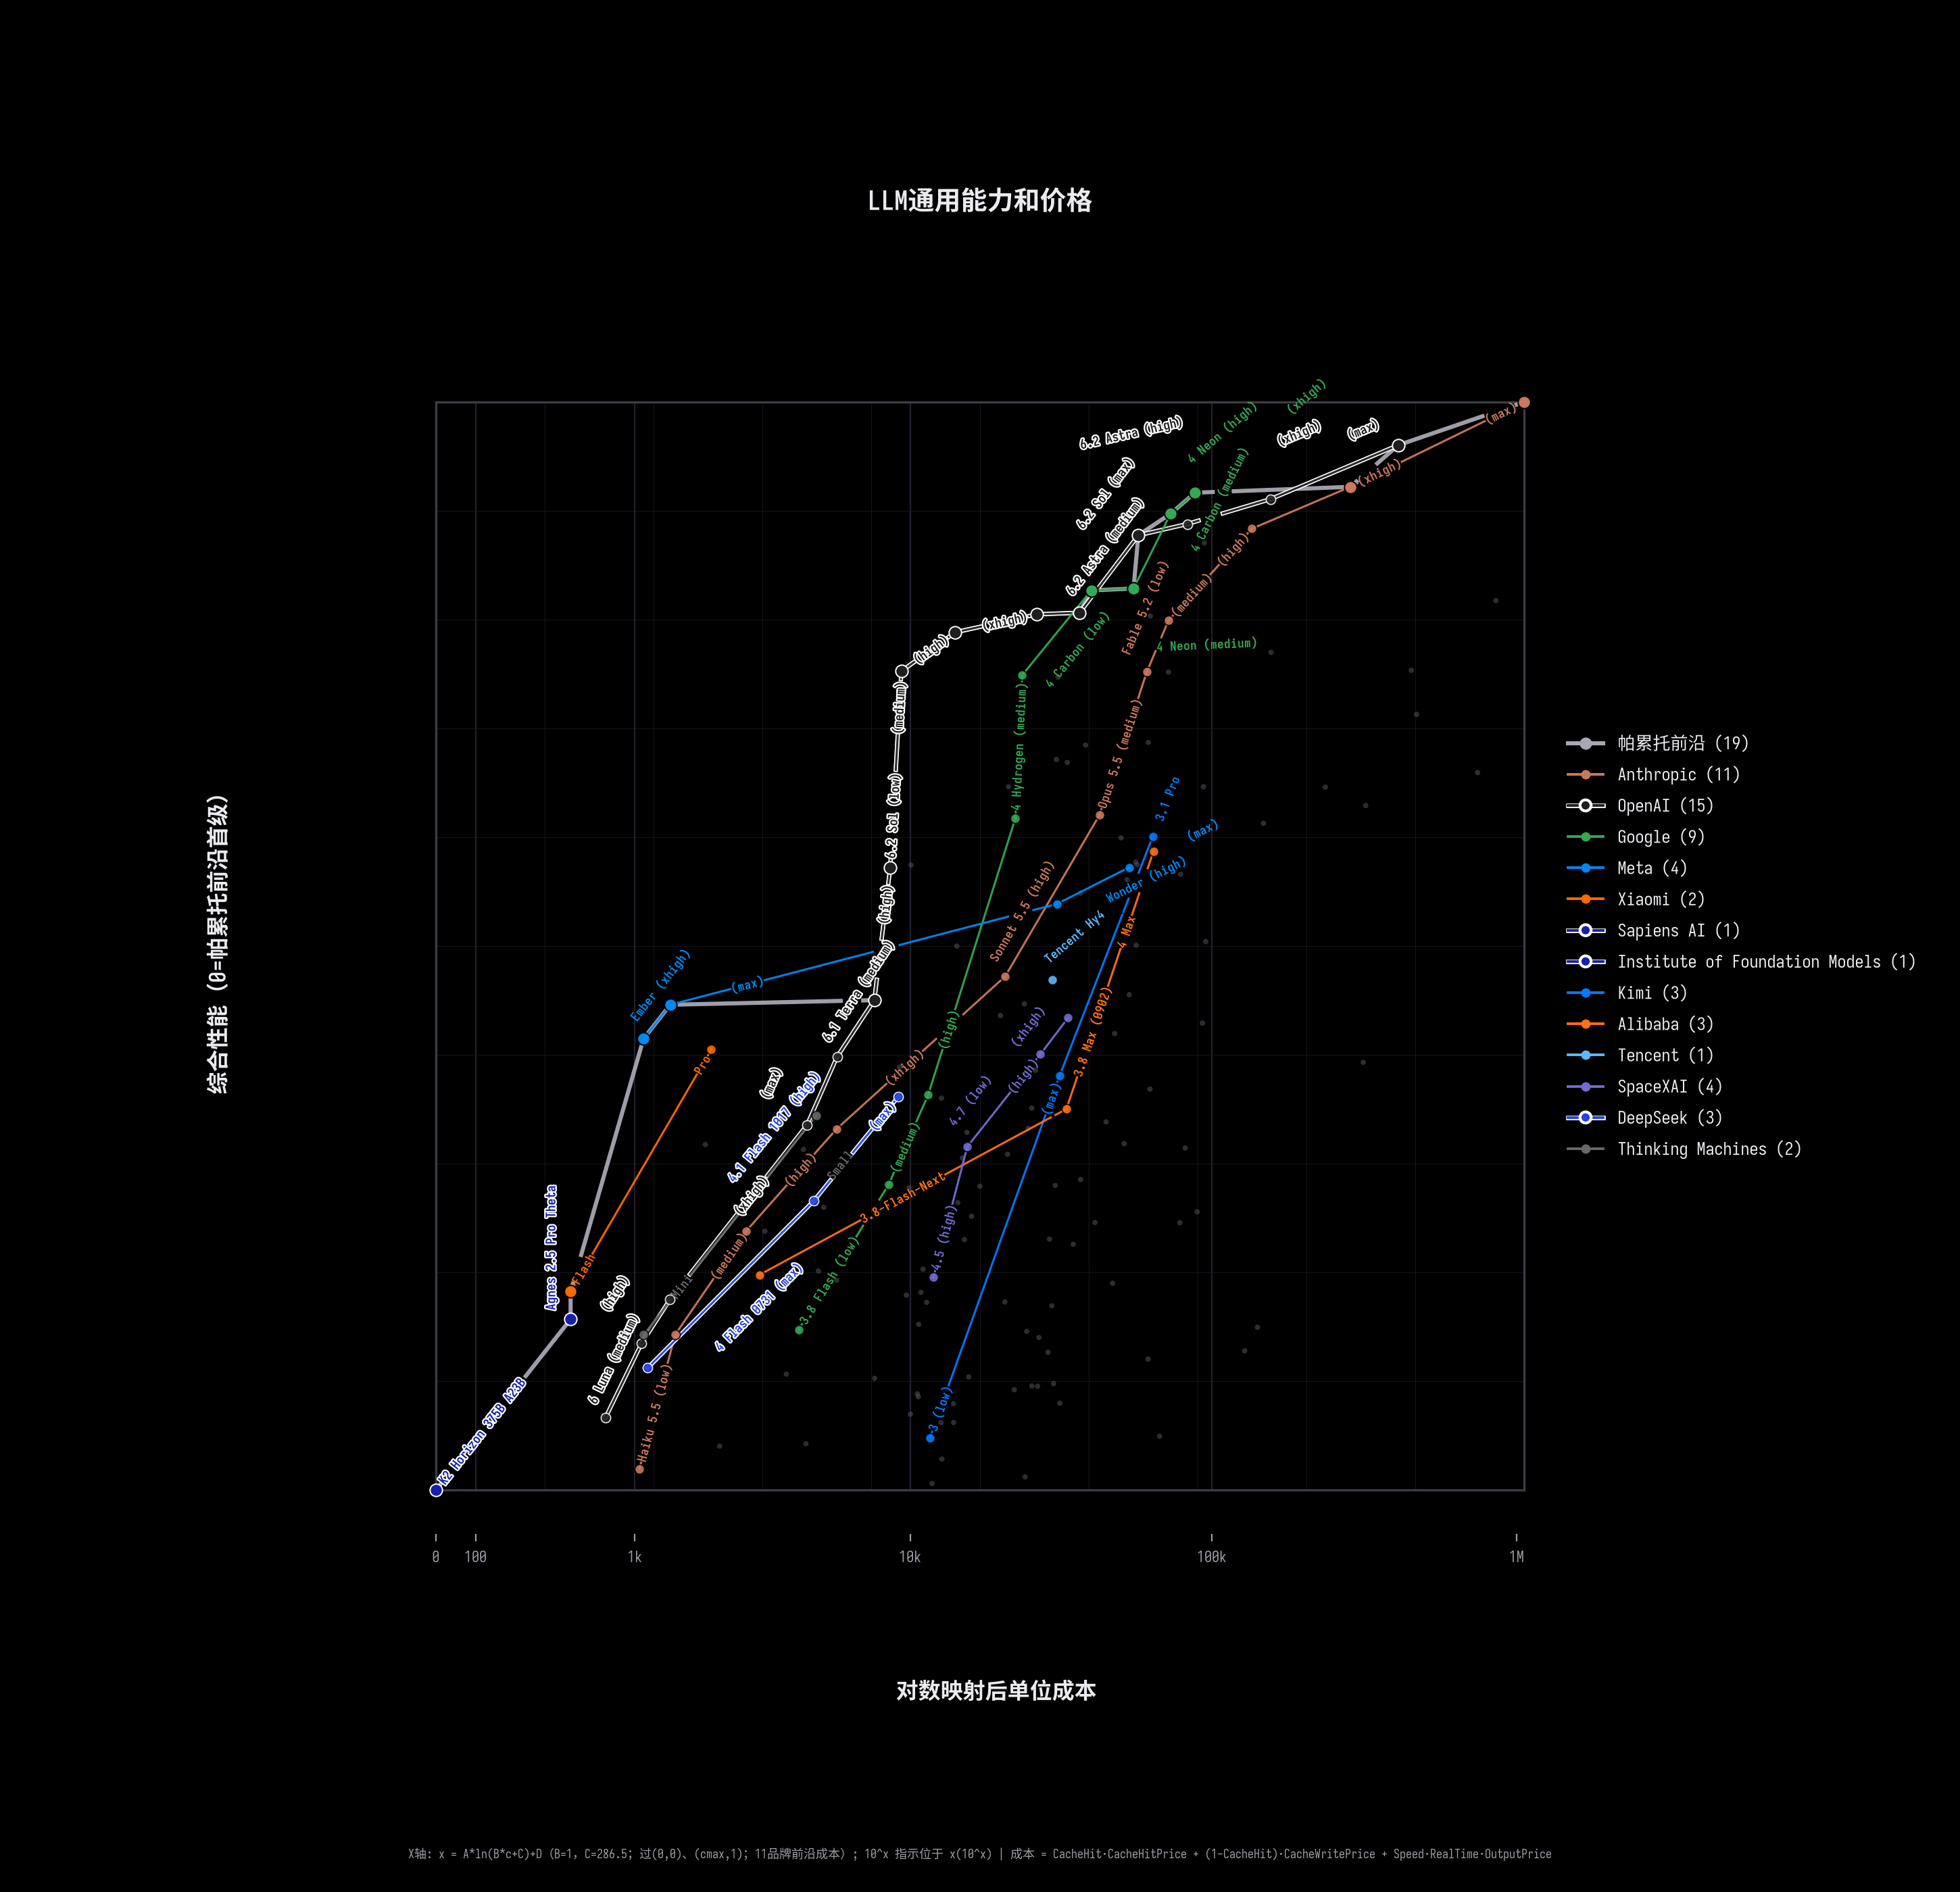 LLM通用能力和价格
综合性能 (0=帕累托前沿首级)
(xhigh)
4 Neon (high)
6.2 Astra (high)
(xhigh)
(max)
(max)
(xhigh)
4 Carbon (medium)
6.2 Sol (max)
6.2 Astra (medium)
(high)
(medium)
Fable 5.2 (low)
4 Neon (medium)
4 Carbon (low)
(xhigh)
(high)
(medium)
4 Hydrogen (medium)
Opus 5.5 (medium)
3.1 Pro
(max)
Wonder (high)
6.2 Sol (low)
(high)
Sonnet 5.5 (high)
Tencent Hy4
4 Max
Ember (xhigh)
(max)
6.1 Terra (medium)
(high)
(xhigh)
(xhigh)
3.8 Max (0902)
Pro
(max)
4.1 Flash 1017 (high)
(max)
4.7 (low)
(high)
(max)
(medium)
Small
(high)
(xhigh)
3.8-Flash-Next
Agnes 2.5 Pro Theta
Flash
(high)
Mini
(medium)
4 Flash 0731 (max)
3.8 Flash (low)
4.5 (high)
6 Luna (medium)
Haiku 5.5 (low)
3 (low)
K2 Horizon 375B A23B
帕累托前沿 (19)
Anthropic (11)
OpenAI (15)
Google (9)
Meta (4)
Xiaomi (2)
Sapiens AI (1)
Institute of Foundation Models (1)
Kimi (3)
Alibaba (3)
Tencent (1)
SpaceXAI (4)
DeepSeek (3)
Thinking Machines (2)
0 100 1k 10k 100k 1M
对数映射后单位成本
X轴: x = A*ln(B*c+C)+D (B=1, C=286.5; 过(0,0)、(cmax,1); 11品牌前沿成本) ; 10^x 指示位于 x(10^x) | 成本 = CacheHit·CacheHitPrice + (1-CacheHit)·CacheWritePrice + Speed·RealTime·OutputPrice